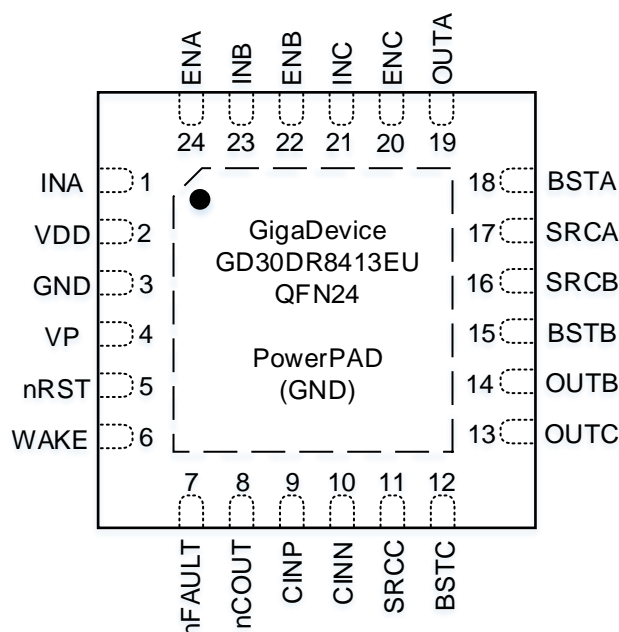 ENA
INB
ENB
INC
ENC
OUTA
24
23
22
21
20
19
INA
1
VDD
2
GND
3
VP
4
nRST
5
WAKE
6
GigaDevice
GD30DR8413EU
QFN24
PowerPAD
(GND)
18
BSTA
17
SRCA
16
SRCB
15
BSTB
14
OUTB
13
OUTC
7
8
9
10
11
12
nFAULT
nCOUT
CINP
CINN
SRCC
BSTC